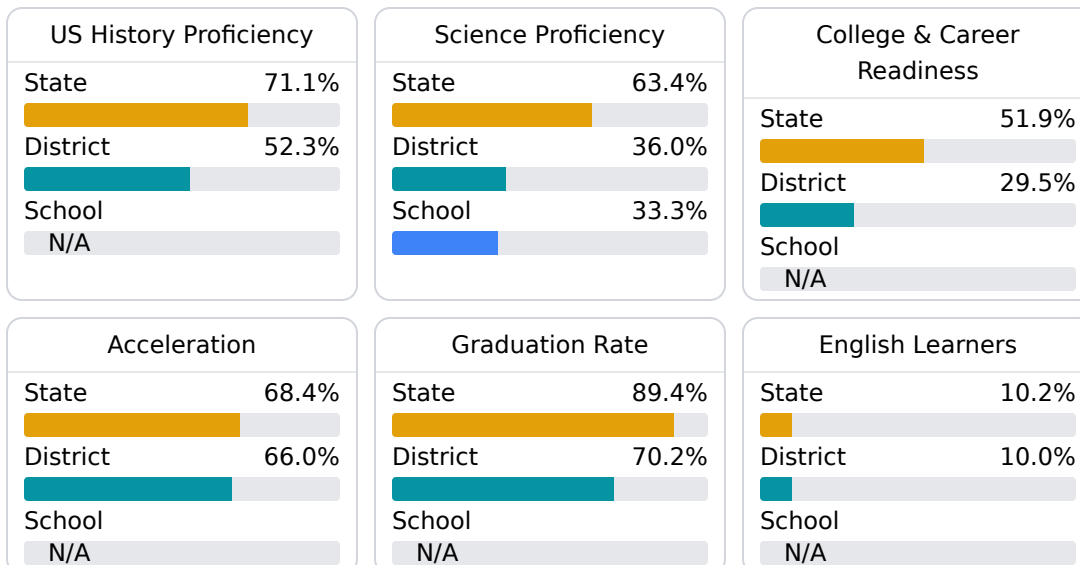 US History Proficiency
State 71.1%
District 52.3%
School
N/A
Science Proficiency
State 63.4%
District 36.0%
School 33.3%
College & Career
Readiness
State 51.9%
District 29.5%
School
N/A
Acceleration
State 68.4%
District 66.0%
School
N/A
Graduation Rate
State 89.4%
District 70.2%
School
N/A
English Learners
State 10.2%
District 10.0%
School
N/A